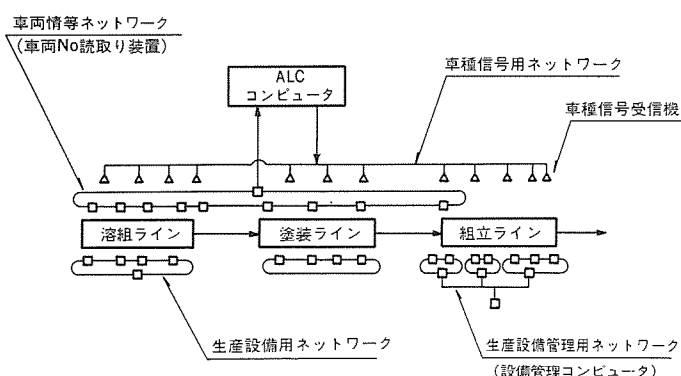 車両情等ネットワーク
(車両No読取り装置)
ALC
コンピュータ
車種信号用ネットワーク
車種信号受信機
溶組ライン
塗装ライン
組立ライン
生産設備用ネットワーク
生産設備管理用ネットワーク
(設備管理コンピュータ)